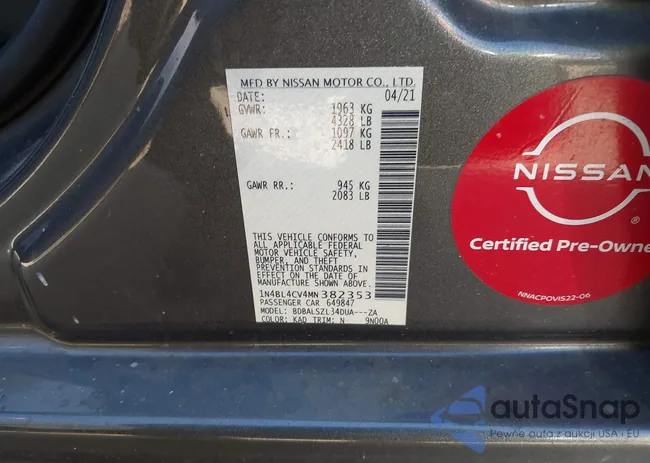 MFD BY NISSAN MOTOR CO., LTD.
DATE: 04/21
GVWR: 1963 KG
4328 LB
GAWR FR.: 1097 KG
2418 LB
GAWR RR.: 945 KG
2083 LB
THIS VEHICLE CONFORMS TO
ALL APPLICABLE FEDERAL
MOTOR VEHICLE SAFETY,
BUMPER, AND THEFT
PREVENTION STANDARDS IN
EFFECT ON THE DATE OF
MANUFACTURE SHOWN ABOVE.
1N4BL4CV4MN382353
PASSENGER CAR 649847
MODEL: BDBALSZL34DUA---ZA
COLOR: KAD TRIM: N 9NOOA
NISSAN
®
Certified Pre-Owne
NNACPOVIS22-06
autaSnap
Pewne auta z aukcji USA i EU